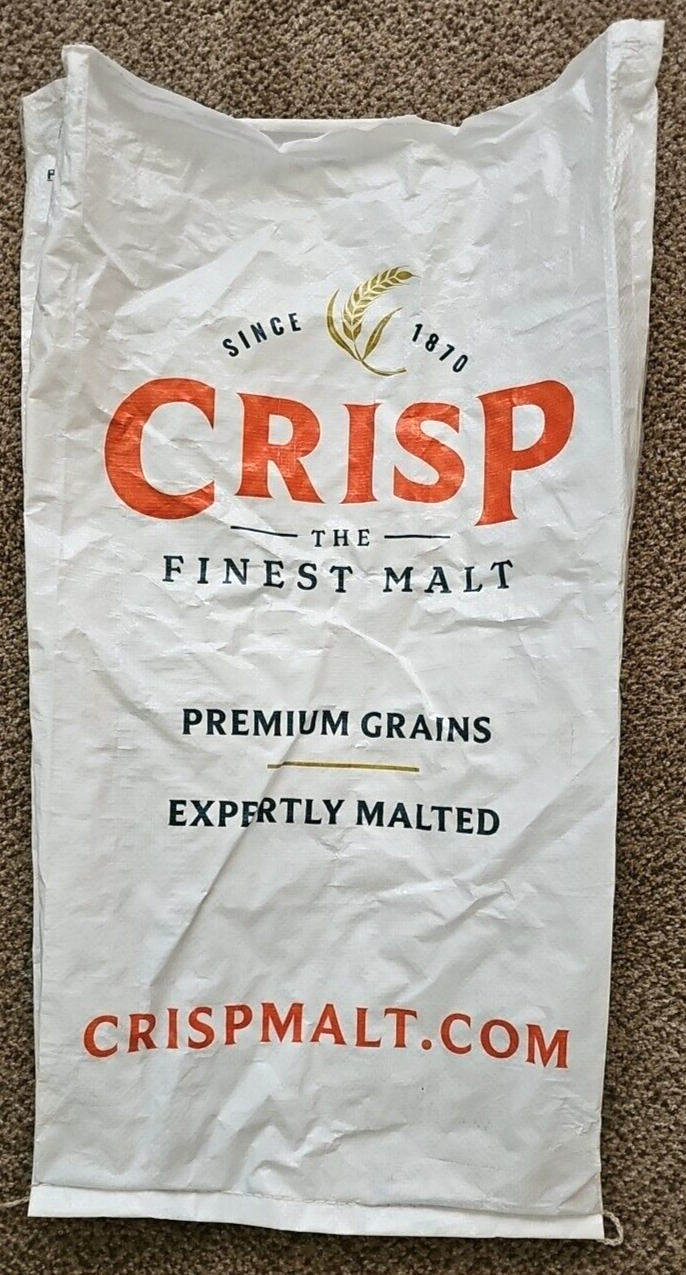 SINCE 1870
CRISP
THE
FINEST MALT
PREMIUM GRAINS
EXPERTLY MALTED
CRISPMALT.COM